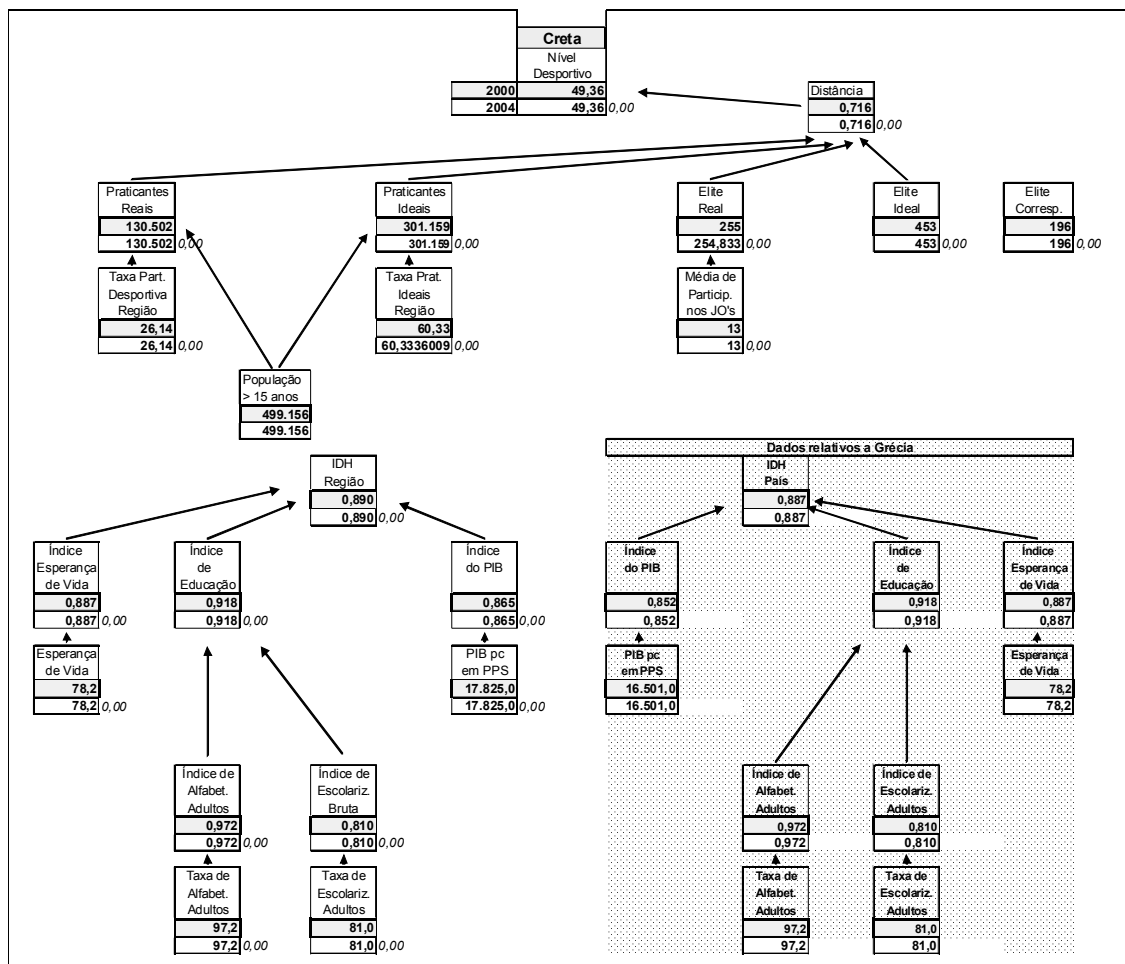 Creta
Nível
Desportivo
2000 49,36
2004 49,36 0,00
Distância
0,716
0,716 0,00
Praticantes
Reais
130.502
130.502 0,00
Praticantes
Ideais
301.159
301.159 0,00
Elite
Real
255
254,833 0,00
Elite
Ideal
453
453 0,00
Elite
Corresp.
196
196 0,00
Taxa Part.
Desportiva
Região
26,14
26,14 0,00
Taxa Prat.
Ideais
Região
60,33
60,3336009 0,00
Média de
Particip.
nos JO's
13
13 0,00
População
> 15 anos
499.156
499.156
Dados relativos a Grécia
IDH
Região
0,890
0,890 0,00
IDH
País
0,887
0,887
Índice
Esperança
de Vida
0,887
0,887 0,00
Índice
de
Educação
0,918
0,918 0,00
Índice
do PIB
0,865
0,865 0,00
Índice
do PIB
0,852
0,852
Índice
de
Educação
0,918
0,918
Índice
Esperança
de Vida
0,887
0,887
Esperança
de Vida
78,2
78,2 0,00
PIB pc
em PPS
17.825,0
17.825,0 0,00
PIB pc
em PPS
16.501,0
16.501,0
Esperança
de Vida
78,2
78,2
Índice de
Alfabet.
Adultos
0,972
0,972 0,00
Índice de
Escolariz.
Bruta
0,810
0,810 0,00
Índice de
Alfabet.
Adultos
0,972
0,972
Índice de
Escolariz.
Adultos
0,810
0,810
Taxa de
Alfabet.
Adultos
97,2
97,2 0,00
Taxa de
Escolariz.
Adultos
81,0
81,0 0,00
Taxa de
Alfabet.
Adultos
97,2
97,2
Taxa de
Escolariz.
Adultos
81,0
81,0